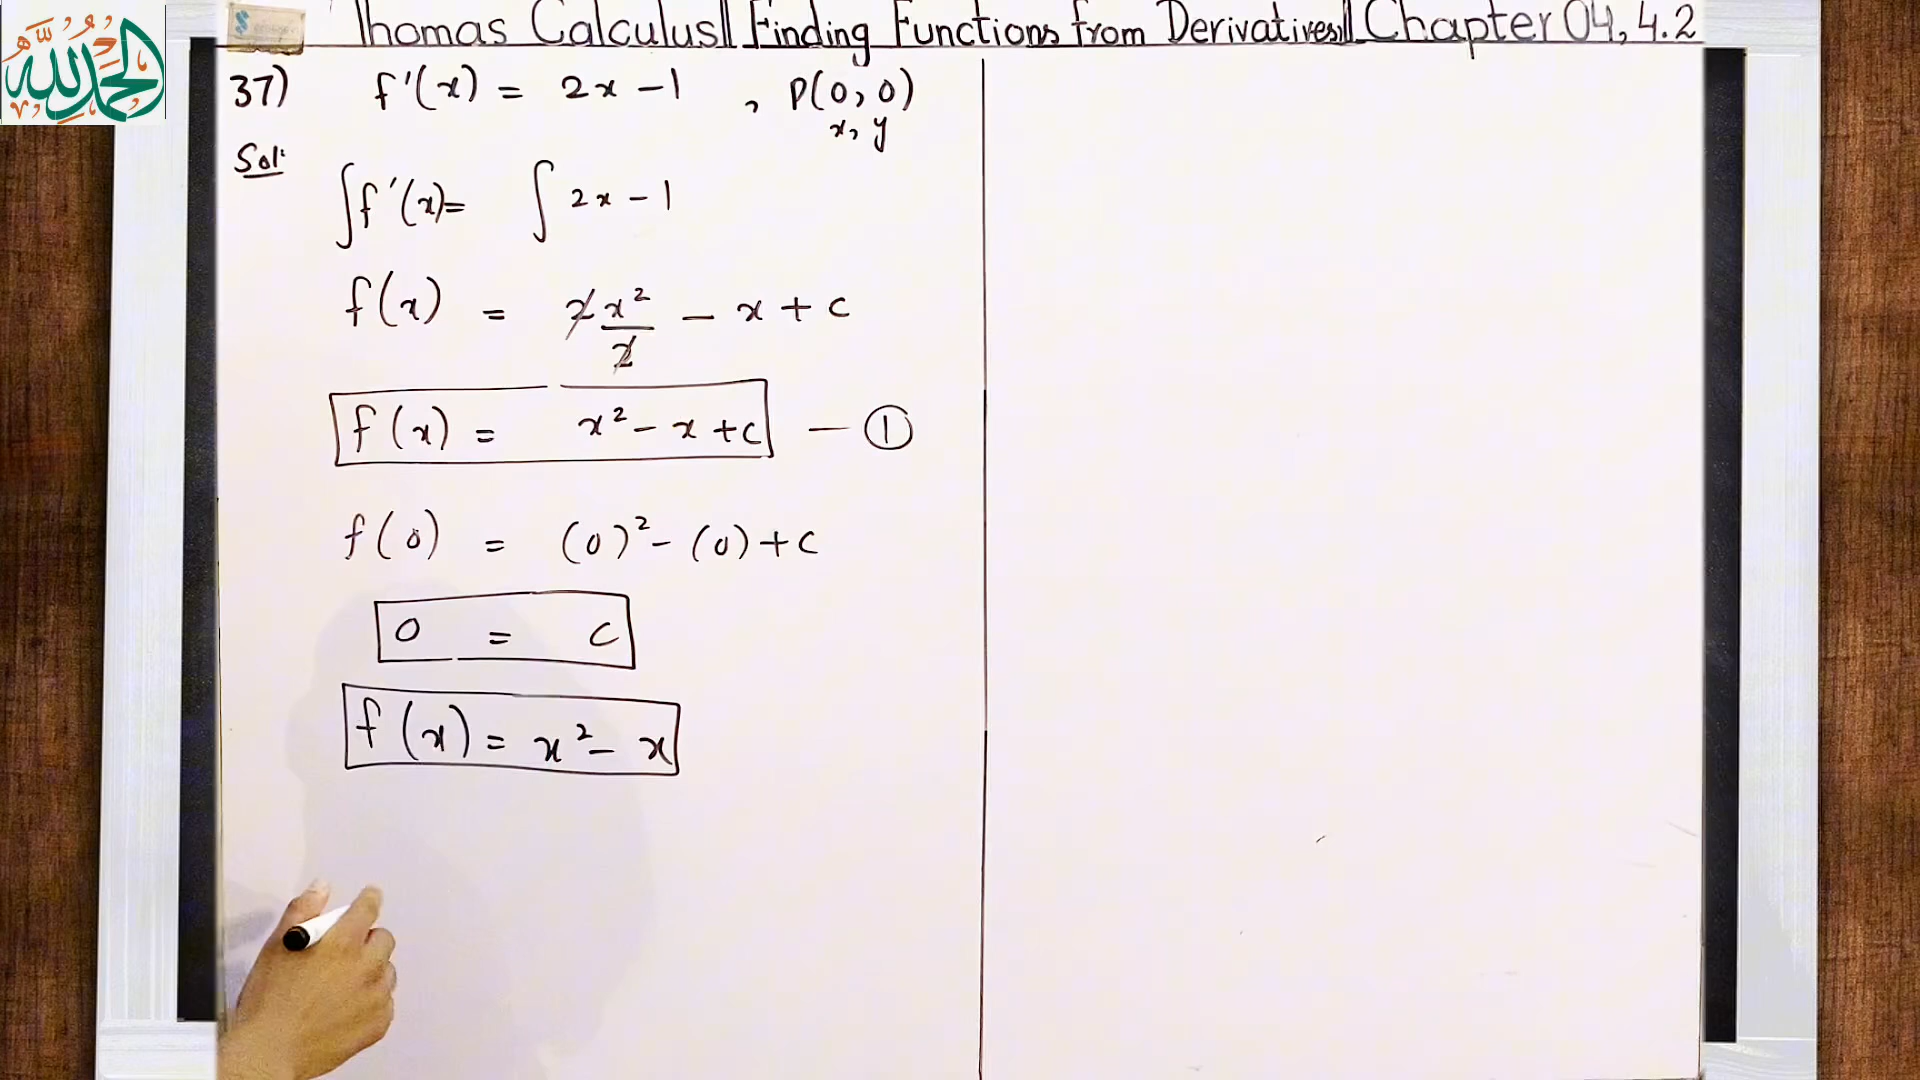 الحمد لله
Thomas Calculus|| Finding Functions from Derivatives|| Chapter 04, 4.2
37) f'(x) = 2x - 1 , P(0, 0)
x, y
Sol:
∫f'(x) = ∫ 2x - 1
f(x) = 2x²/2 - x + c
f(x) = x² - x + c — ①
f(0) = (0)² - (0) + c
0 = c
f(x) = x² - x